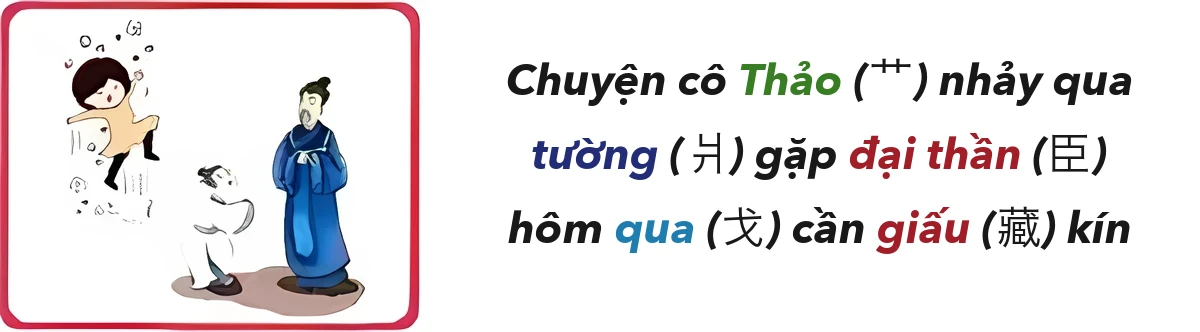 Chuyện cô Thảo (艹) nhảy qua
tường (爿) gặp đại thần (臣)
hôm qua (戈) cần giấu (藏) kín